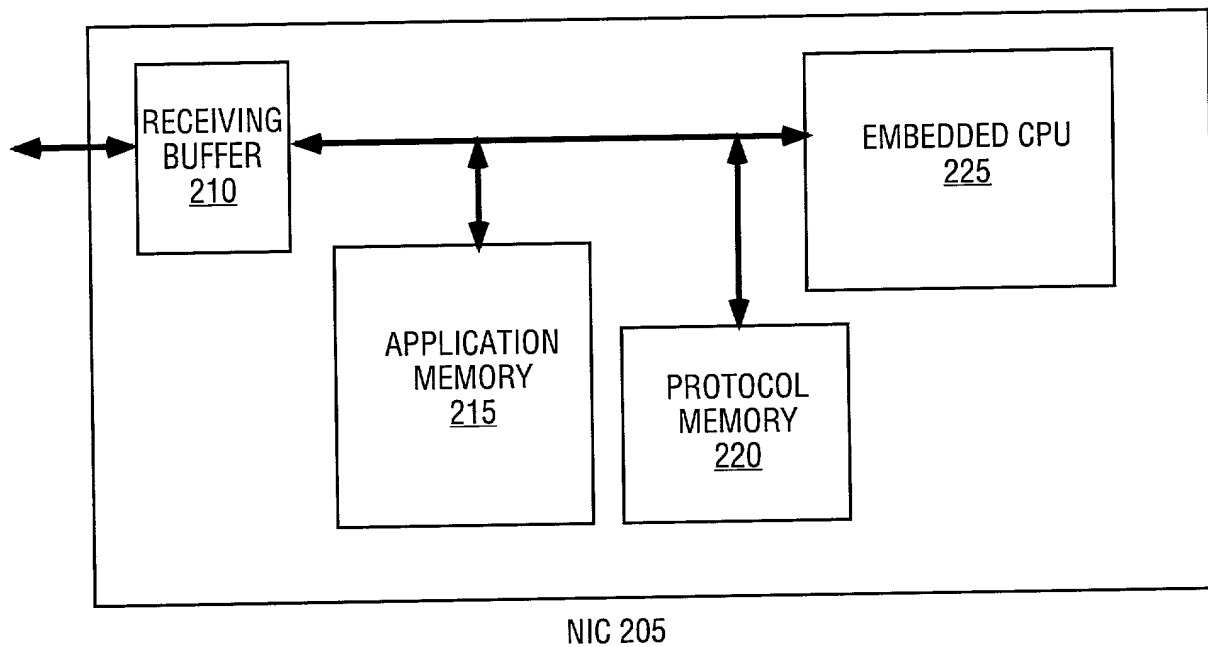 RECEIVING
BUFFER
210
EMBEDDED CPU
225
APPLICATION
MEMORY
215
PROTOCOL
MEMORY
220
NIC 205